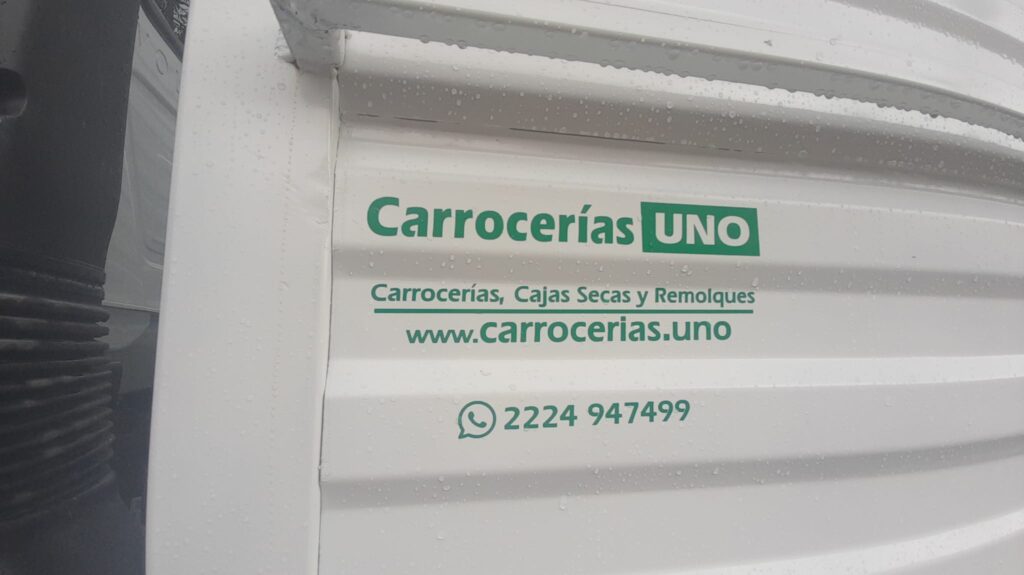 Carrocerías UNO
Carrocerías, Cajas Secas y Remolques
www.carrocerias.uno
2224 947499